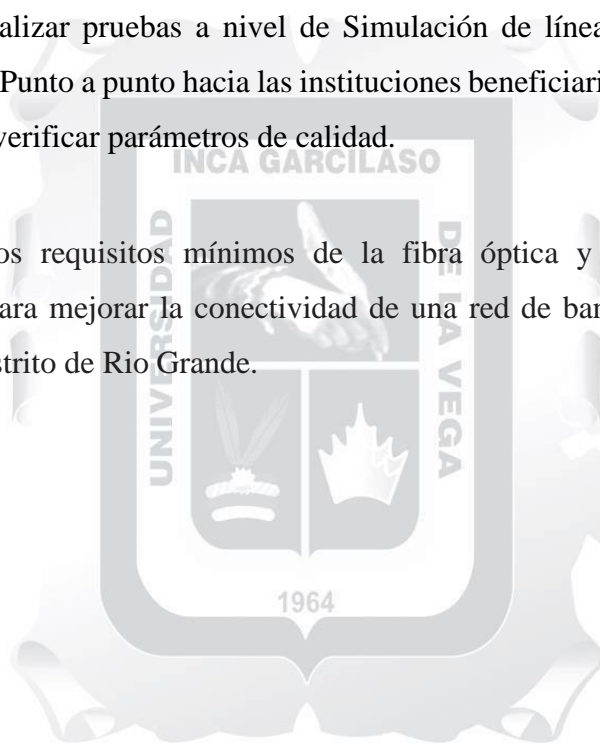 alizar pruebas a nivel de Simulación de línea
Punto a punto hacia las instituciones beneficiari
verificar parámetros de calidad.
INCA GARCILASO
UNIVERSIDAD
DE LA VEGA
os requisitos mínimos de la fibra óptica y
ara mejorar la conectividad de una red de ban
strito de Rio Grande.
1964